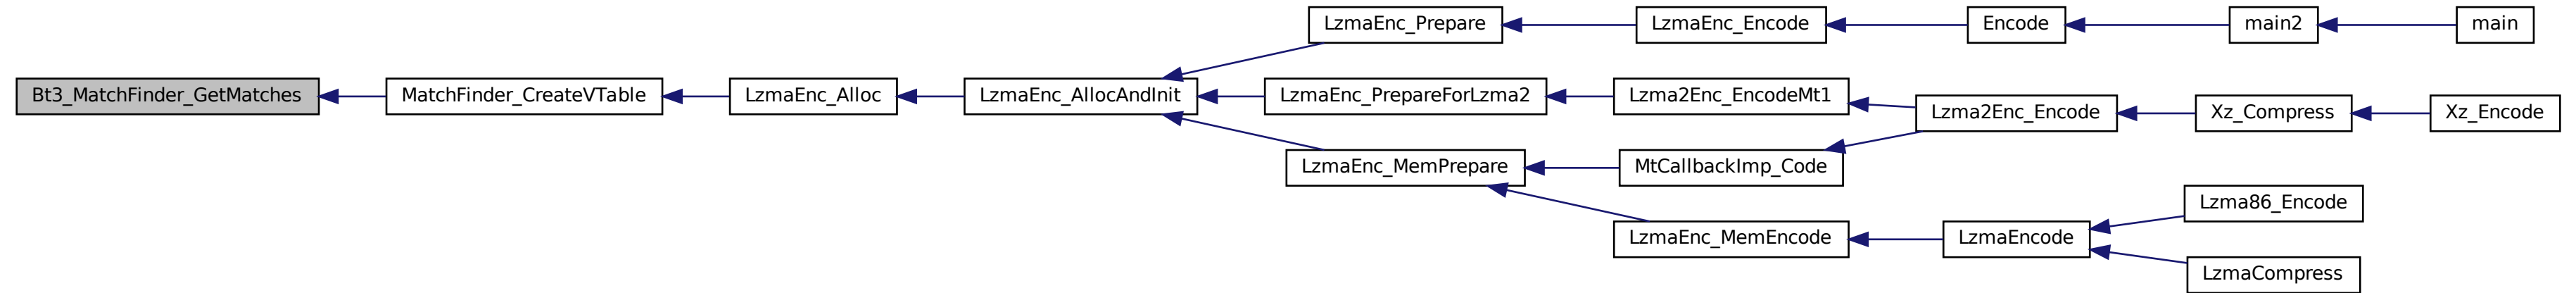 LzmaEnc_Prepare
LzmaEnc_Encode
Encode
main2
main
Bt3_MatchFinder_GetMatches
MatchFinder_CreateVTable
LzmaEnc_Alloc
LzmaEnc_AllocAndInit
LzmaEnc_PrepareForLzma2
Lzma2Enc_EncodeMt1
Lzma2Enc_Encode
Xz_Compress
Xz_Encode
LzmaEnc_MemPrepare
MtCallbackImp_Code
Lzma86_Encode
LzmaEnc_MemEncode
LzmaEncode
LzmaCompress